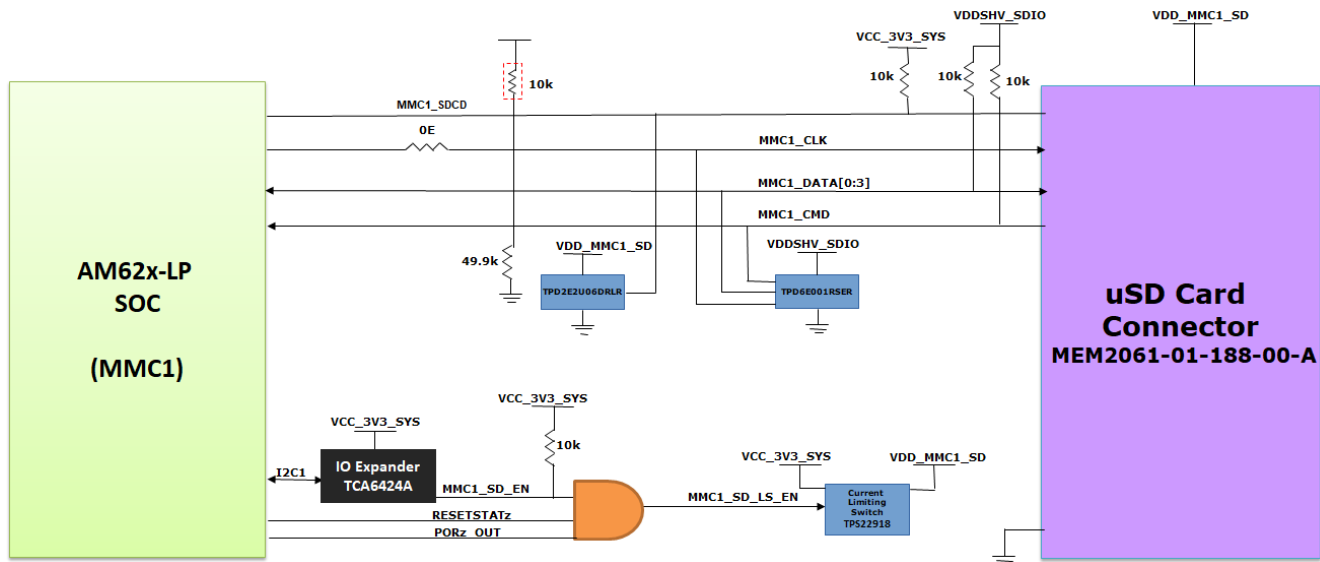 VDDSHV_SDIO
VDD_MMC1_SD
VCC_3V3_SYS
10k
10k
10k
10k
MMC1_SDCD
0E
MMC1_CLK
MMC1_DATA[0:3]
MMC1_CMD
VDD_MMC1_SD
VDDSHV_SDIO
49.9k
TPD2E2U06DRLR
TPD6E001RSER
AM62x-LP
SOC
(MMC1)
uSD Card
Connector
MEM2061-01-188-00-A
VCC_3V3_SYS
VCC_3V3_SYS
10k
IO Expander
TCA6424A
I2C1
MMC1_SD_EN
RESETSTATz
PORz_OUT
MMC1_SD_LS_EN
VCC_3V3_SYS
VDD_MMC1_SD
Current
Limiting
Switch
TPS22918